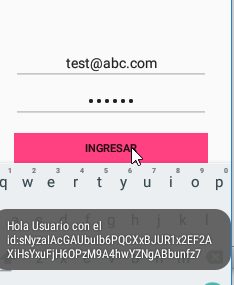 test@abc.com
••••••
INGRESAR
1 2 3 4 5 6 7 8 9 0
q w e r t y u i o p
Hola Usuario con el
id:sNyzalAcGAUbuIb6PQCXxBJUR1x2EF2A
XiHsYxuFjH6OPzM9A4hwYZNgABbunfz7